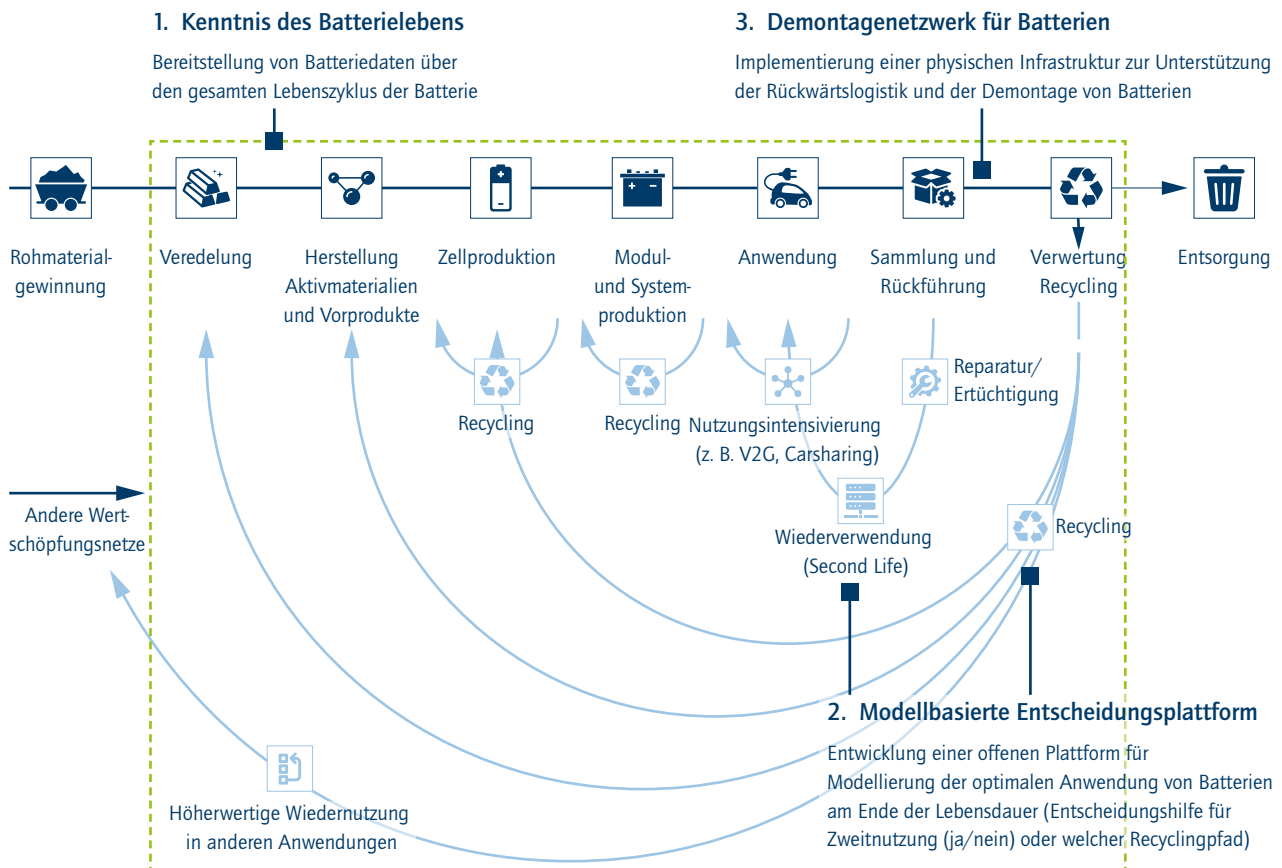 1. Kenntnis des Batterielebens
Bereitstellung von Batteriedaten über
den gesamten Lebenszyklus der Batterie
3. Demontagenetzwerk für Batterien
Implementierung einer physischen Infrastruktur zur Unterstützung
der Rückwärtslogistik und der Demontage von Batterien
Rohmaterial-
gewinnung
Veredelung
Herstellung
Aktivmaterialien
und Vorprodukte
Zellproduktion
Modul-
und System-
produktion
Anwendung
Sammlung und
Rückführung
Verwertung
Recycling
Entsorgung
Recycling
Recycling
Nutzungsintensivierung
(z. B. V2G, Carsharing)
Reparatur/
Ertüchtigung
Andere Wert-
schöpfungsnetze
Wiederverwendung
(Second Life)
Recycling
2. Modellbasierte Entscheidungsplattform
Entwicklung einer offenen Plattform für
Modellierung der optimalen Anwendung von Batterien
am Ende der Lebensdauer (Entscheidungshilfe für
Zweitnutzung (ja/nein) oder welcher Recyclingpfad)
Höherwertige Wiedernutzung
in anderen Anwendungen